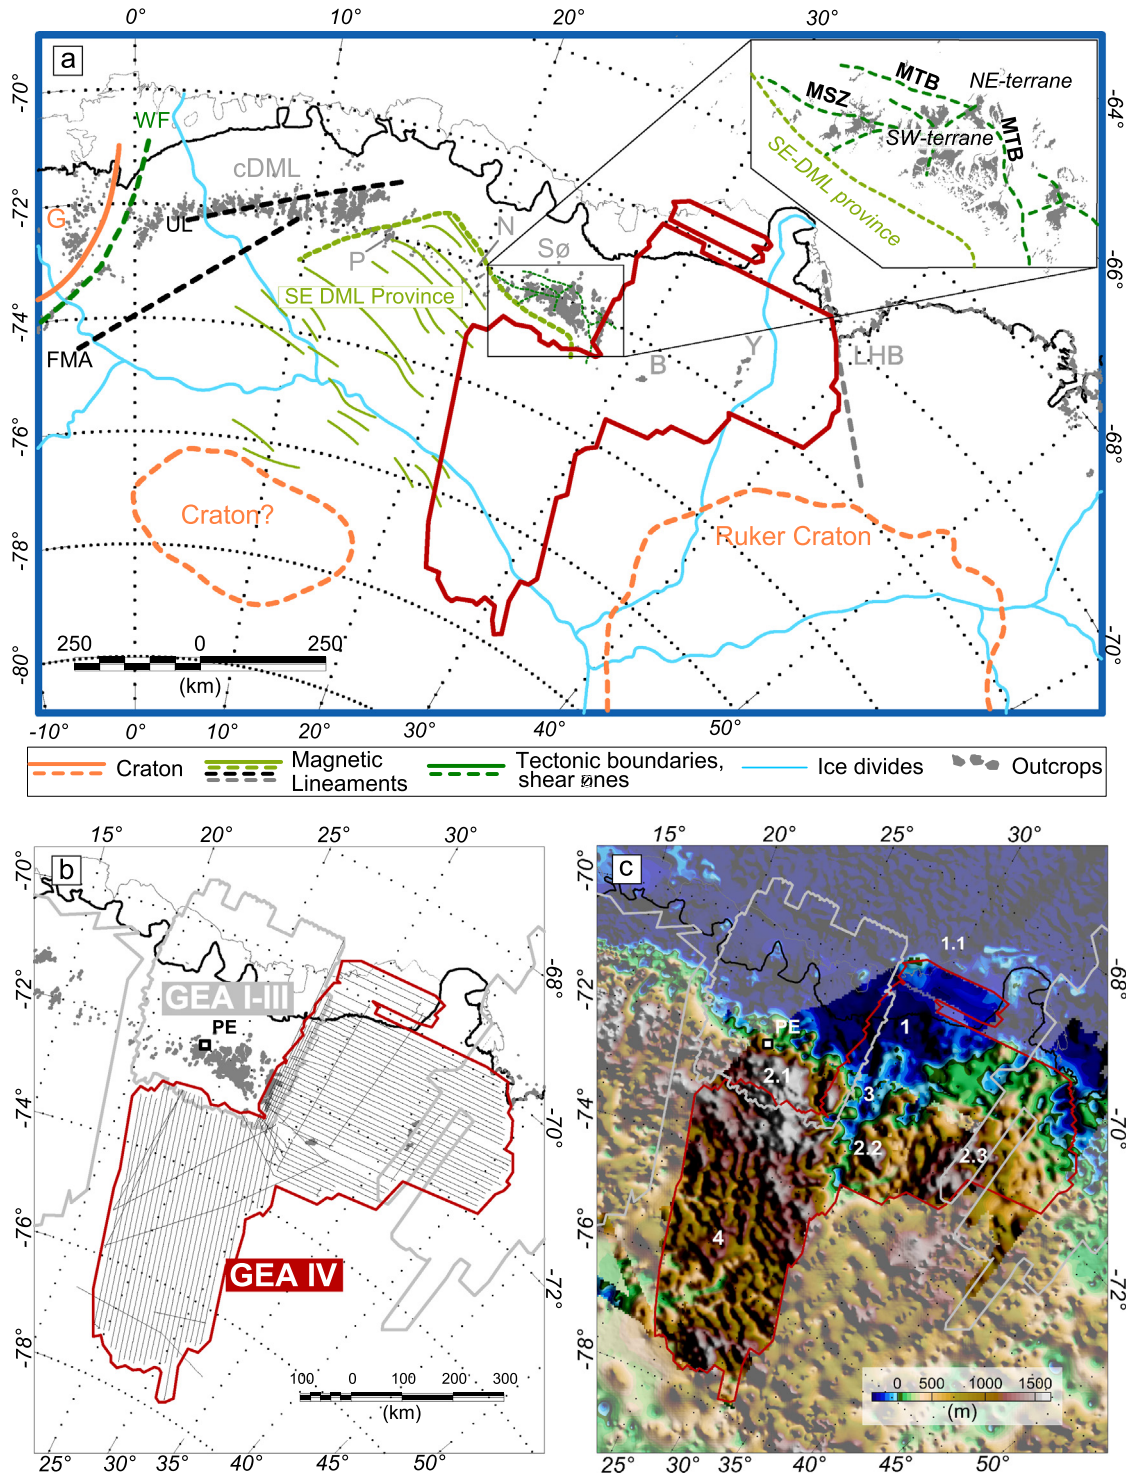 0° 10° 20° 30°
a
-70°
-72°
-74°
-76°
-78°
-80°
-64°
-66°
-68°
-70°
WF
cDML
G
UL
P
N
Sø
SE DML Province
FMA
B
Y
LHB
MTB
NE-terrane
MSZ
SW-terrane
MTB
SE-DML province
Craton?
Ruker Craton
250 0 250
(km)
-10° 0° 10° 20° 30° 40° 50°
Craton
Magnetic
Lineaments
Tectonic boundaries,
Ice divides
Outcrops
15° 20° 25° 30°
b
-70°
-72°
-74°
-76°
-78°
-68°
-70°
-72°
GEA I-III
PE
GEA IV
100 0 100 200 300
(km)
25° 30° 35° 40° 45° 50°
15° 20° 25° 30°
c
-70°
-72°
-74°
-76°
-78°
-68°
-70°
-72°
1.1
1
PE
2.1
3
2.2
2.3
4
0 500 1000 1500
(m)
25° 30° 35° 40° 45° 50°